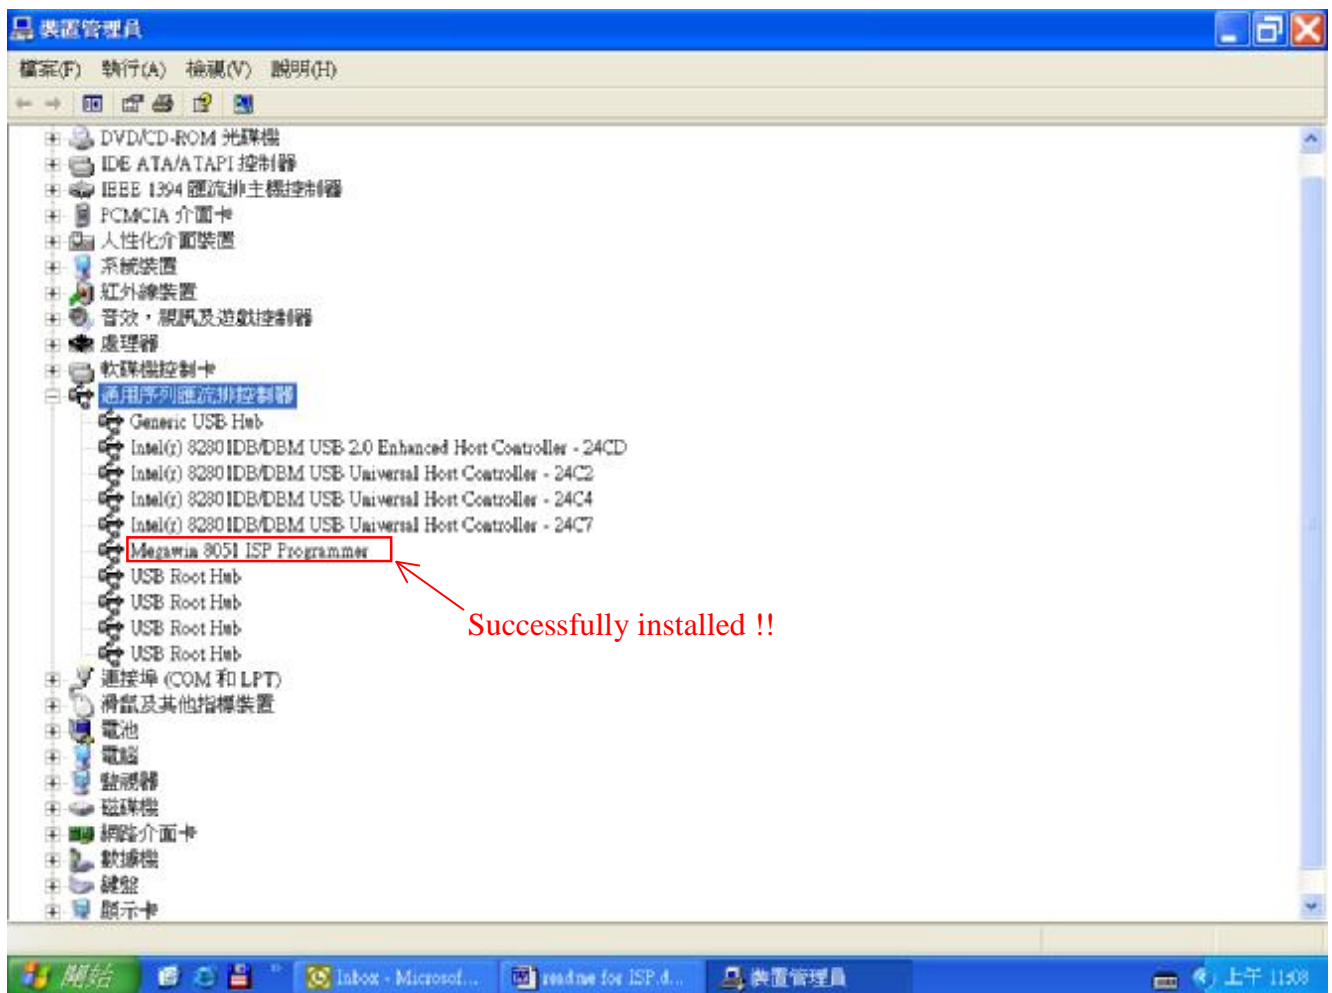 裝置管理員
檔案(F) 執行(A) 檢視(V) 說明(H)
DVD/CD-ROM 光碟機
IDE ATA/ATAPI 控制器
IEEE 1394 匯流排主機控制器
PCMCIA 介面卡
人性化介面裝置
系統裝置
紅外線裝置
音效，視訊及遊戲控制器
處理器
軟碟機控制卡
通用序列匯流排控制器
Generic USB Hub
Intel(r) 82801DB/DBM USB 2.0 Enhanced Host Controller - 24CD
Intel(r) 82801DB/DBM USB Universal Host Controller - 24C2
Intel(r) 82801DB/DBM USB Universal Host Controller - 24C4
Intel(r) 82801DB/DBM USB Universal Host Controller - 24C7
Megawin 8051 ISP Programmer
USB Root Hub
USB Root Hub
Successfully installed !!
USB Root Hub
USB Root Hub
連接埠 (COM 和 LPT)
滑鼠及其他指標裝置
電池
電腦
監視器
磁碟機
網路介面卡
數據機
鍵盤
顯示卡
開始 Inbox - Microsof... readme for ISP.d... 裝置管理員 上午 11:08